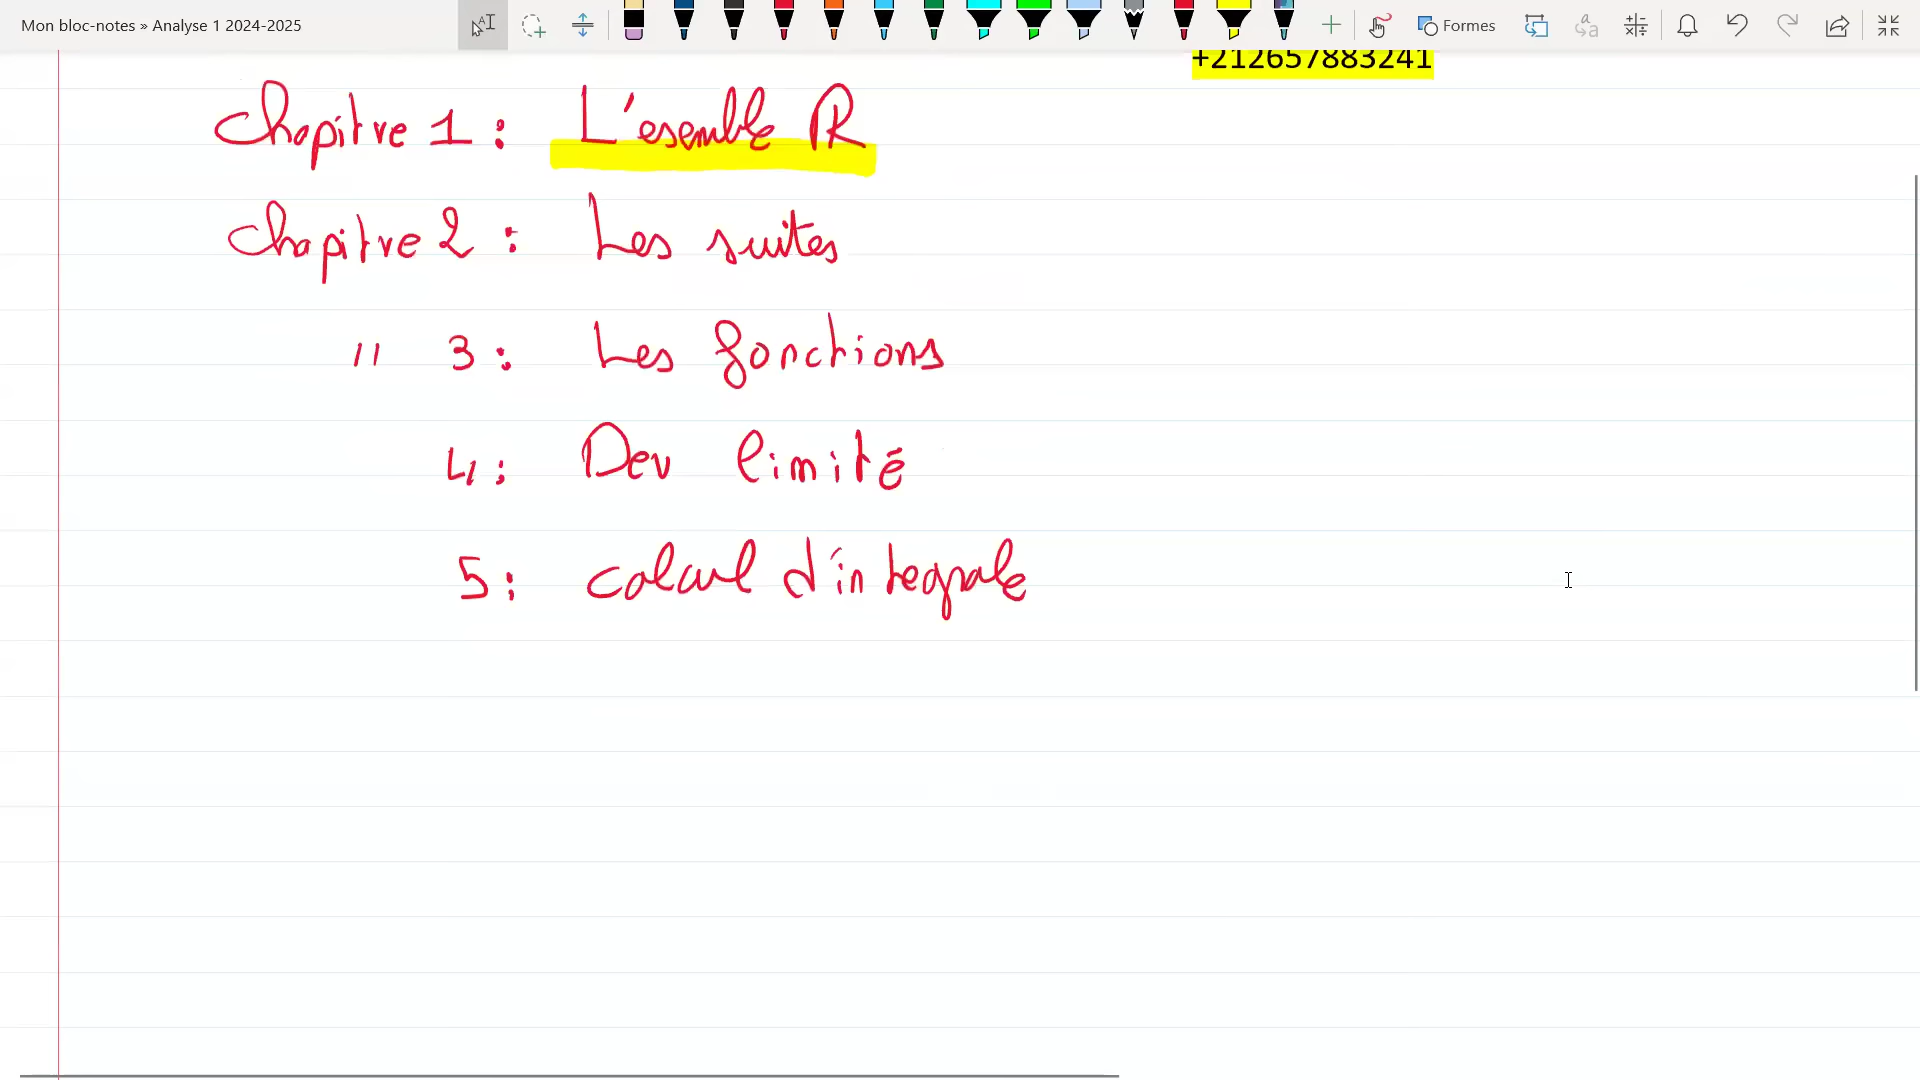 Mon bloc-notes » Analyse 1 2024-2025
Formes
+212657883241
Chapitre 1 : L'esemble ℝ
Chapitre 2 : Les suites
" 3 : Les fonctions
4 : Dev limité
5 : calcul d'integrale